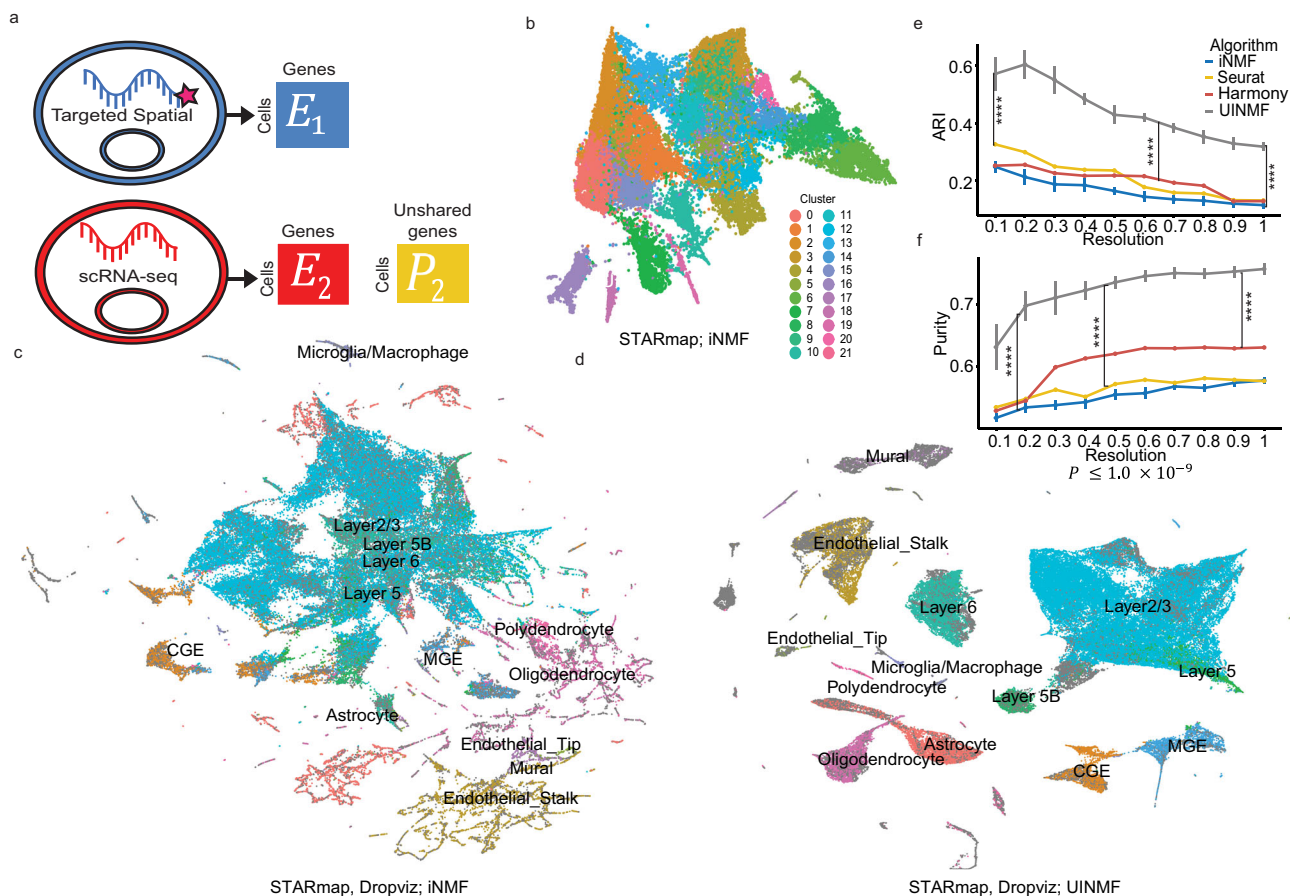 a
Targeted Spatial
Genes
Cells
E1
scRNA-seq
Genes
Cells
E2
Unshared
genes
Cells
P2
b
Cluster
0 11
1 12
2 12
3 13
4 14
5 15
6 16
7 17
8 18
9 19
10 20
21
STARmap; iNMF
e
Algorithm
iNMF
Seurat
Harmony
UINMF
ARI
0.6
0.4
0.2
****
****
****
0.1 0.2 0.3 0.4 0.5 0.6 0.7 0.8 0.9 1
Resolution
f
Purity
0.7
0.6
****
****
****
0.1 0.2 0.3 0.4 0.5 0.6 0.7 0.8 0.9 1
Resolution
P ≤ 1.0 × 10⁻⁹
c
Microglia/Macrophage
Layer2/3
Layer 5B
Layer 6
Layer 5
CGE
MGE
Polydendrocyte
Oligodendrocyte
Astrocyte
Endothelial_Tip
Mural
Endothelial_Stalk
STARmap, Dropviz; iNMF
d
Mural
Endothelial_Stalk
Layer 6
Layer2/3
Endothelial_Tip
Microglia/Macrophage
Polydendrocyte
Layer 5B
Layer 5
Astrocyte
Oligodendrocyte
MGE
CGE
STARmap, Dropviz; UINMF